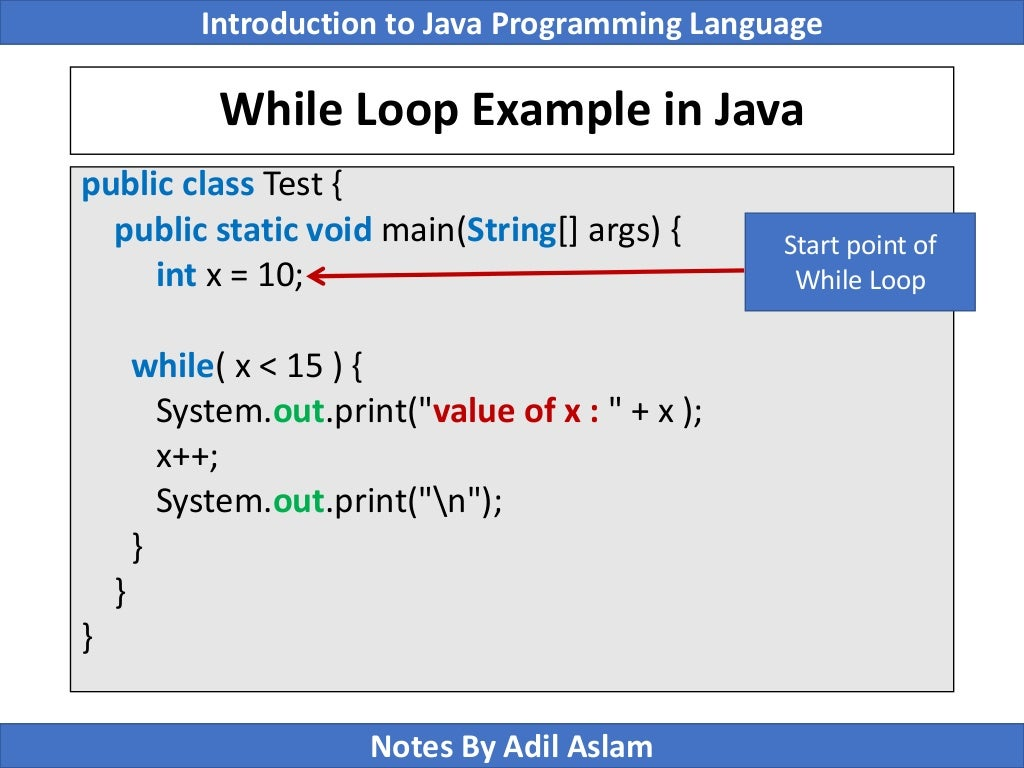 Introduction to Java Programming Language
While Loop Example in Java
public class Test {
public static void main(String[] args) {
int x = 10;
Start point of
While Loop
while( x < 15 ) {
System.out.print("value of x : " + x );
x++;
System.out.print("\n");
}
}
}
Notes By Adil Aslam